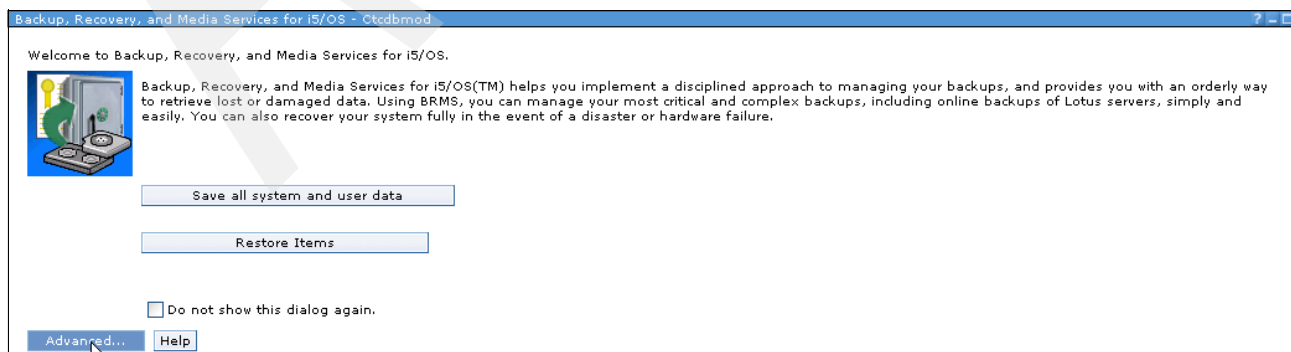 Backup, Recovery, and Media Services for i5/OS - Ctcdbmod
Welcome to Backup, Recovery, and Media Services for i5/OS.
Backup, Recovery, and Media Services for i5/OS(TM) helps you implement a disciplined approach to managing your backups, and provides you with an orderly way
to retrieve lost or damaged data. Using BRMS, you can manage your most critical and complex backups, including online backups of Lotus servers, simply and
easily. You can also recover your system fully in the event of a disaster or hardware failure.
Save all system and user data
Restore Items
Do not show this dialog again.
Advanced... Help